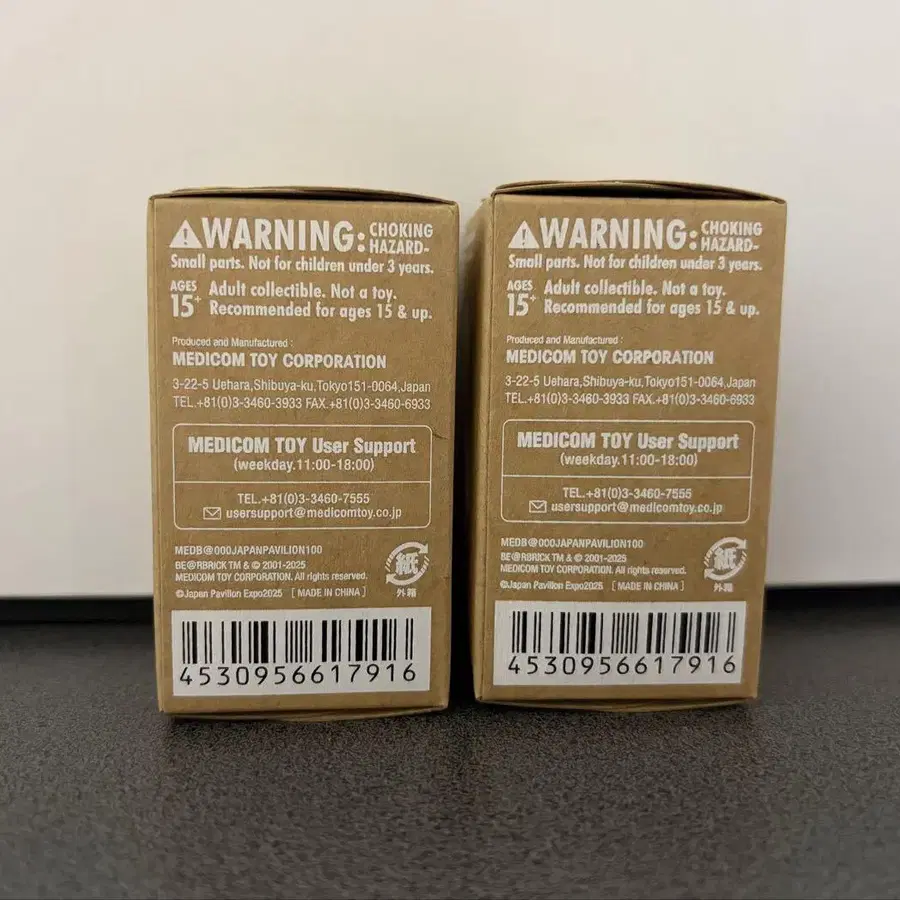 ⚠WARNING: CHOKING HAZARD-
Small parts. Not for children under 3 years.
AGES 15+ Adult collectible. Not a toy.
Recommended for ages 15 & up.
Produced and Manufactured :
MEDICOM TOY CORPORATION
3-22-5 Uehara,Shibuya-ku,Tokyo151-0064,Japan
TEL.+81(0)3-3460-3933 FAX.+81(0)3-3460-6933
MEDICOM TOY User Support
(weekday.11:00-18:00)
TEL.+81(0)3-3460-7555
usersupport@medicomtoy.co.jp
MEDB@000JAPANPAVILION100
BE@RBRICK TM & © 2001-2025
MEDICOM TOY CORPORATION. All rights reserved.
©Japan Pavilion Expo2025 [ MADE IN CHINA ]
紙
外箱
4530956617916
⚠WARNING: CHOKING HAZARD-
Small parts. Not for children under 3 years.
AGES 15+ Adult collectible. Not a toy.
Recommended for ages 15 & up.
Produced and Manufactured :
MEDICOM TOY CORPORATION
3-22-5 Uehara,Shibuya-ku,Tokyo151-0064,Japan
TEL.+81(0)3-3460-3933 FAX.+81(0)3-3460-6933
MEDICOM TOY User Support
(weekday.11:00-18:00)
TEL.+81(0)3-3460-7555
usersupport@medicomtoy.co.jp
MEDB@000JAPANPAVILION100
BE@RBRICK TM & © 2001-2025
MEDICOM TOY CORPORATION. All rights reserved.
©Japan Pavilion Expo2025 [ MADE IN CHINA ]
紙
外箱
4530956617916